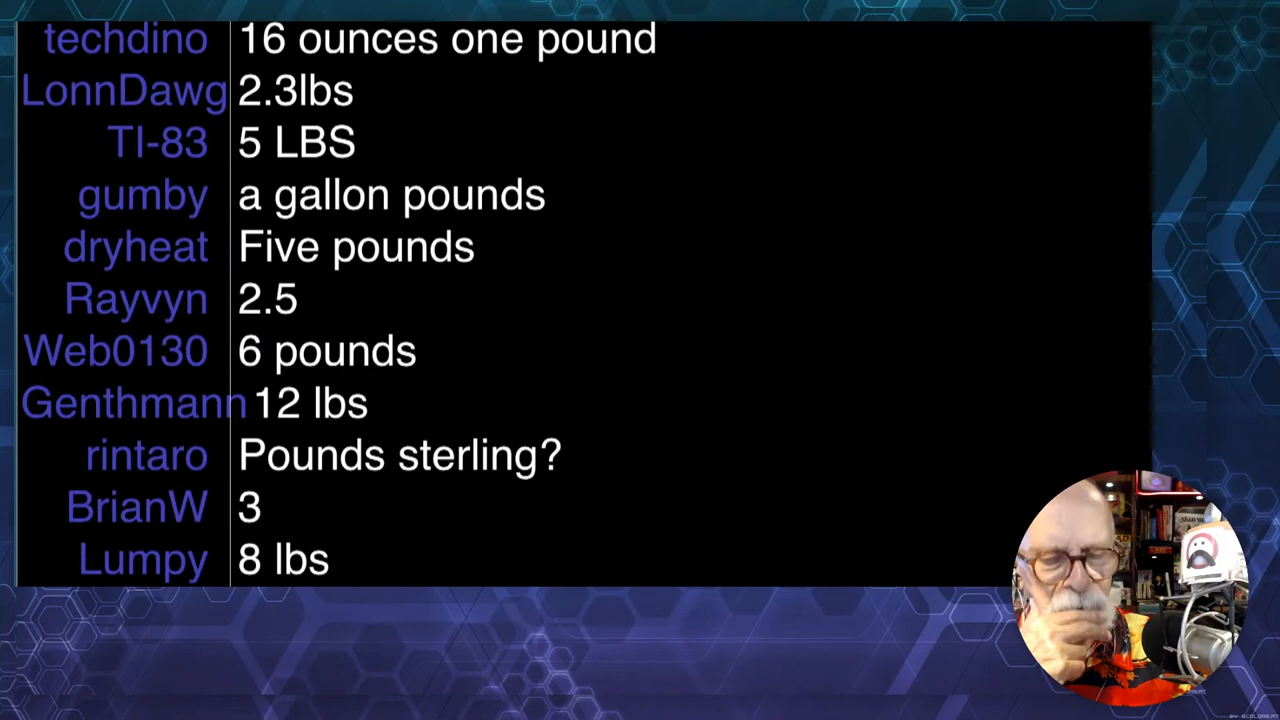 techdino 16 ounces one pound
LonnDawg 2.3lbs
TI-83 5 LBS
gumby a gallon pounds
dryheat Five pounds
Rayvyn 2.5
Web0130 6 pounds
Genthmann 12 lbs
rintaro Pounds sterling?
BrianW 3
Lumpy 8 lbs